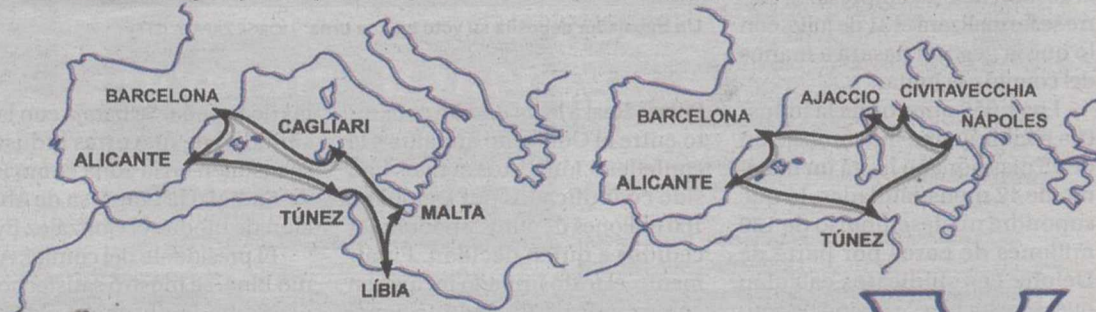 BARCELONA
CAGLIARI
ALICANTE
TÚNEZ
MALTA
LÍBIA
AJACCIO
CIVITAVECCHIA
BARCELONA
NÁPOLES
ALICANTE
TÚNEZ